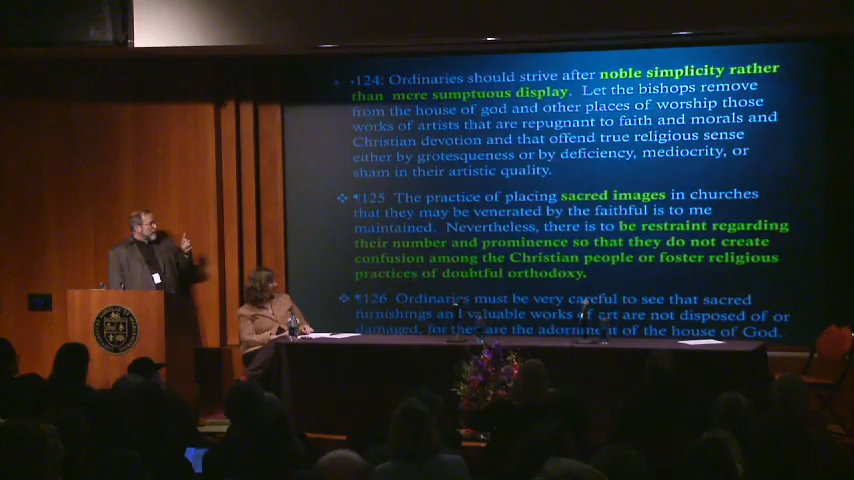 124: Ordinaries should strive after noble simplicity rather
than mere sumptuous display. Let the bishops remove
from the house of god and other places of worship those
works of artists that are repugnant to faith and morals and
Christian devotion and that offend true religious sense
either by grotesqueness or by deficiency, mediocrity, or
sham in their artistic quality.
❖ ¶125 The practice of placing sacred images in churches
that they may be venerated by the faithful is to me
maintained. Nevertheless, there is to be restraint regarding
their number and prominence so that they do not create
confusion among the Christian people or foster religious
practices of doubtful orthodoxy.
❖ ¶126 Ordinaries must be very careful to see that sacred
furnishings and valuable works of art are not disposed of or
damaged, for they are the adornment of the house of God.